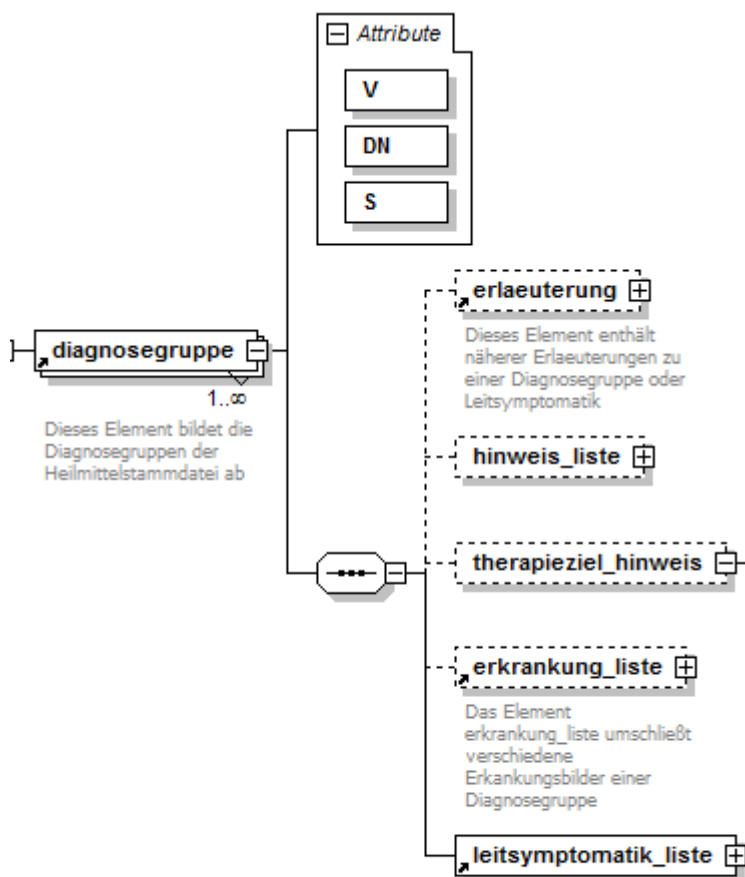 Attribute
V
DN
S
erlaeuterung
Dieses Element enthält
näherer Erlaeuterungen zu
einer Diagnosegruppe oder
Leitsymptomatik
diagnosegruppe
1..∞
Dieses Element bildet die
Diagnosegruppen der
Heilmittelstammdatei ab
hinweis_liste
therapieziel_hinweis
erkrankung_liste
Das Element
erkrankung_liste umschließt
verschiedene
Erkankungsbilder einer
Diagnosegruppe
leitsymptomatik_liste